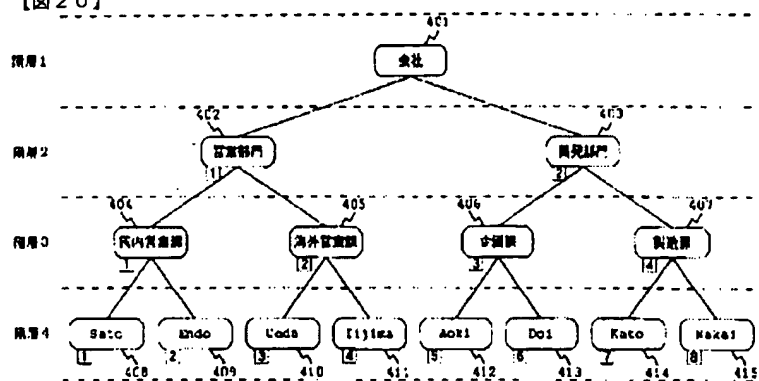 【図20】
401
階層1
会社
402
403
階層2
営業部門
開発部門
1
2
404
405
406
407
階層3
国内営業課
海外営業課
企画課
製造課
1
2
3
4
階層4
Sato
Endo
Ueda
Iijima
Aoki
Doi
Kato
Nakai
1
2
3
4
5
6
7
8
408
409
410
411
412
413
414
415